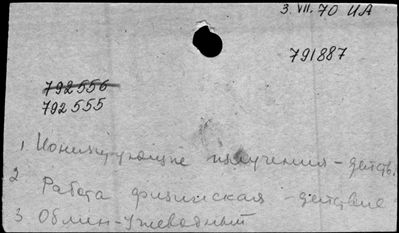 3. VII. 70 ИА
791887
792556
792555
1, Ионизирующие излучения - действ.
2 Работа физическая - действие
3. Обмен - углеводный